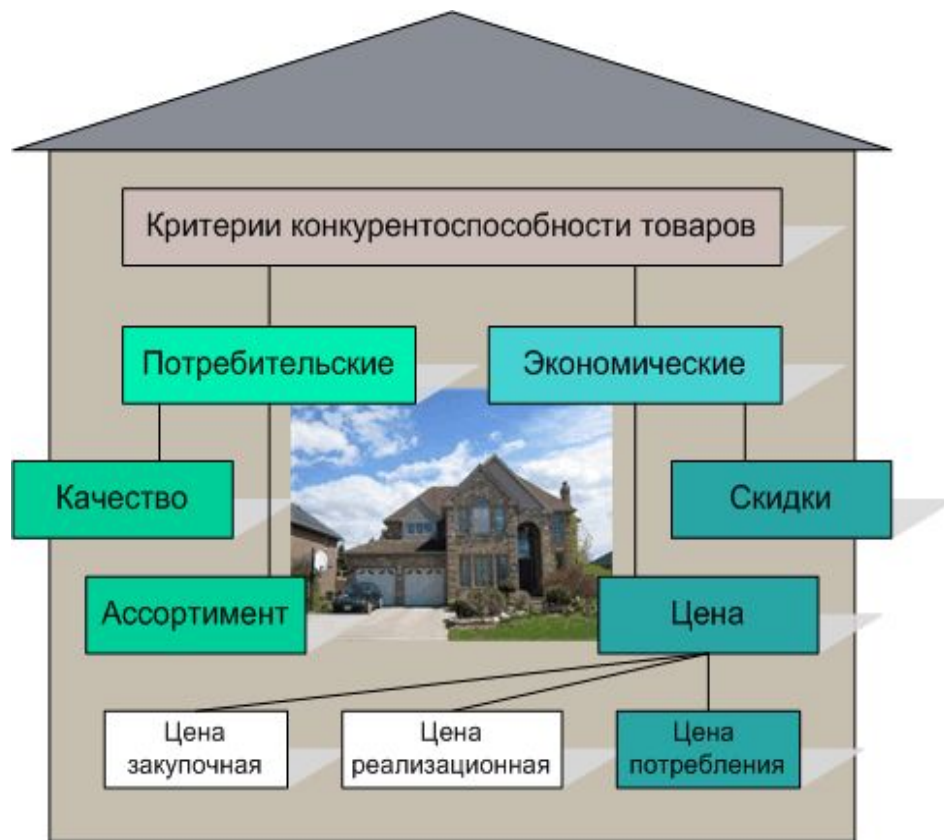 Критерии конкурентоспособности товаров
Потребительские
Экономические
Качество
Скидки
Ассортимент
Цена
Цена
закупочная
Цена
реализационная
Цена
потребления